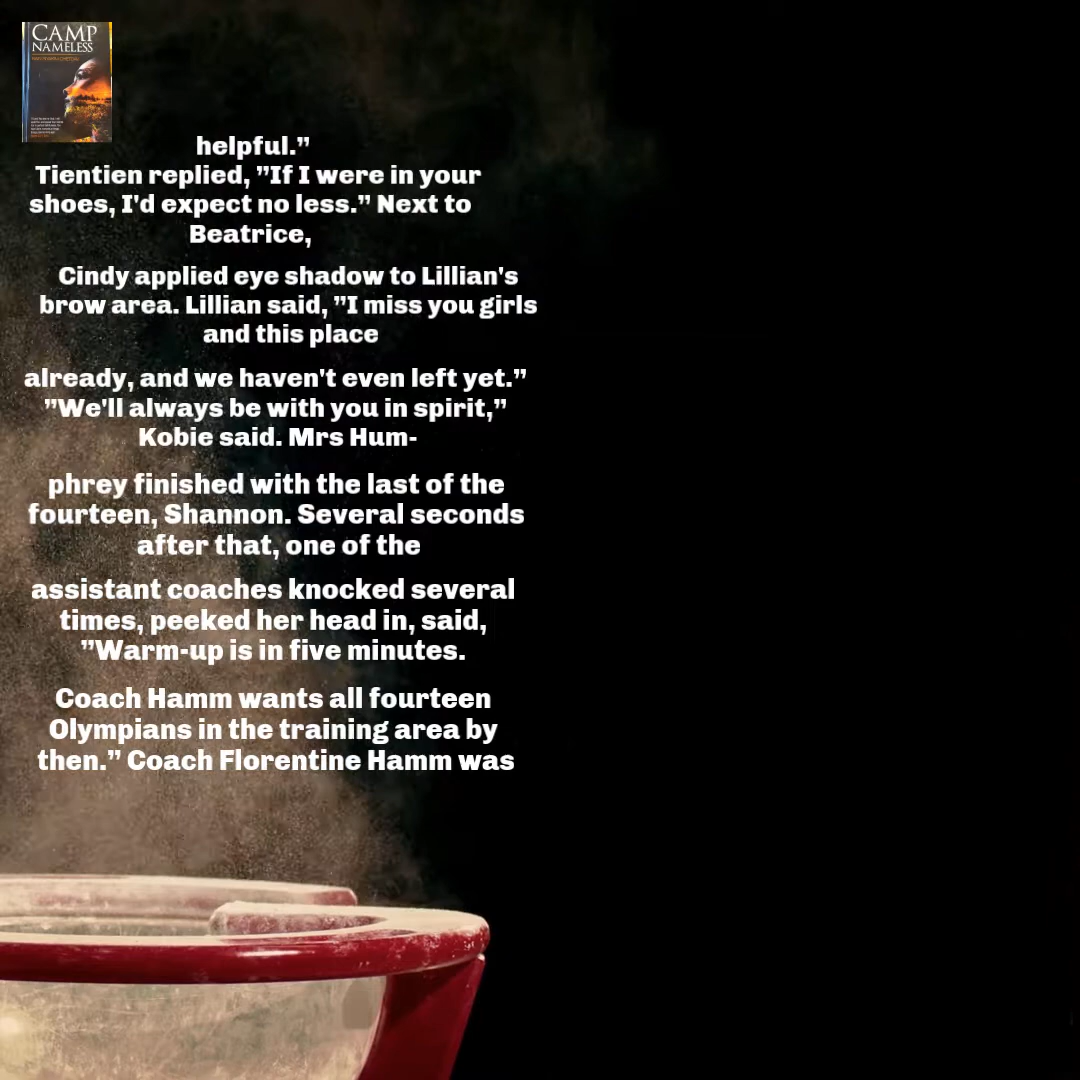 CAMP
NAMELESS
helpful.”
Tientien replied, ”If I were in your
shoes, I'd expect no less.” Next to
Beatrice,
Cindy applied eye shadow to Lillian's
brow area. Lillian said, ”I miss you girls
and this place
already, and we haven't even left yet.”
”We'll always be with you in spirit,”
Kobie said. Mrs Hum-
phrey finished with the last of the
fourteen, Shannon. Several seconds
after that, one of the
assistant coaches knocked several
times, peeked her head in, said,
”Warm-up is in five minutes.
Coach Hamm wants all fourteen
Olympians in the training area by
then.” Coach Florentine Hamm was